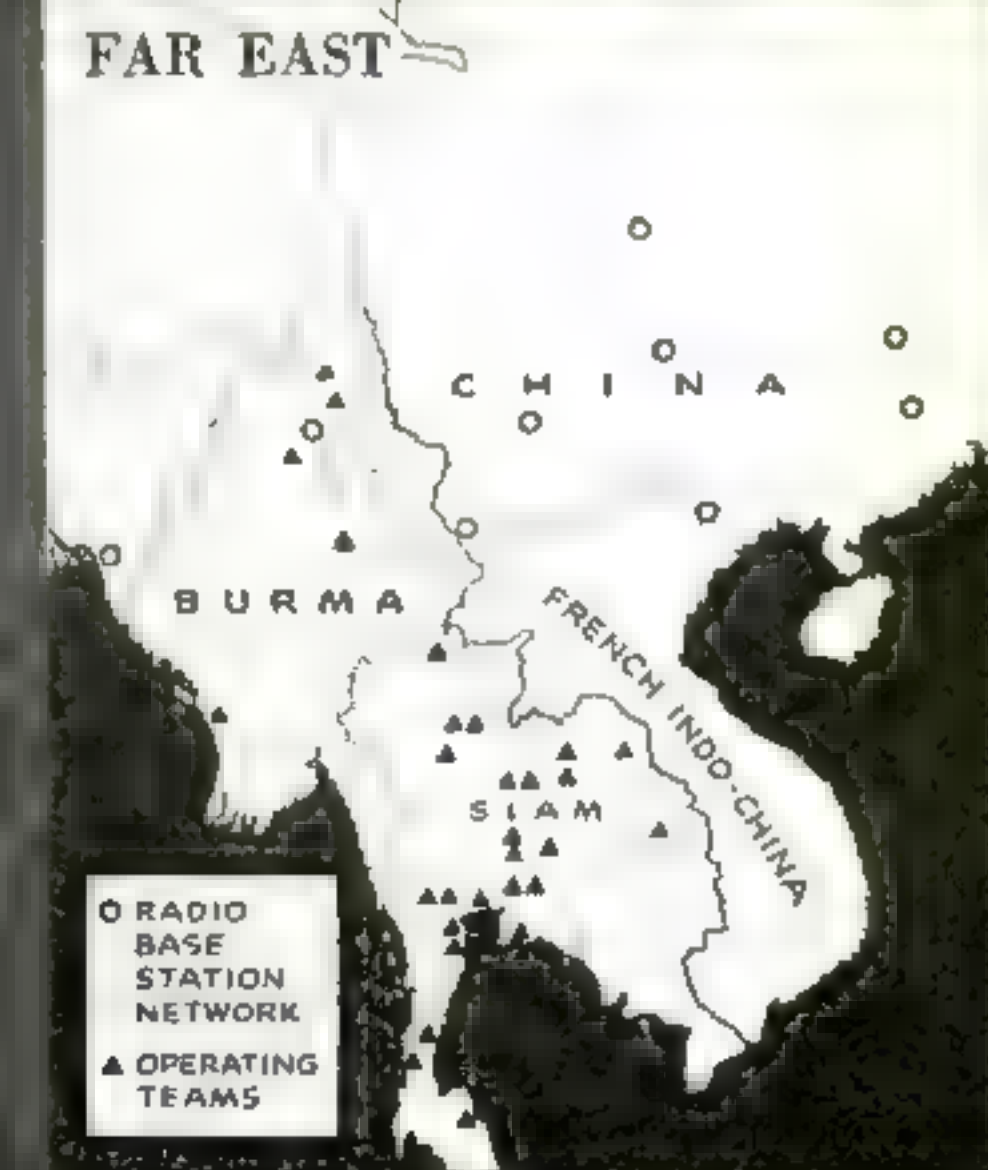 FAR EAST
CHINA
BURMA
FRENCH INDO-CHINA
SIAM
RADIO
BASE
STATION
NETWORK
OPERATING
TEAMS